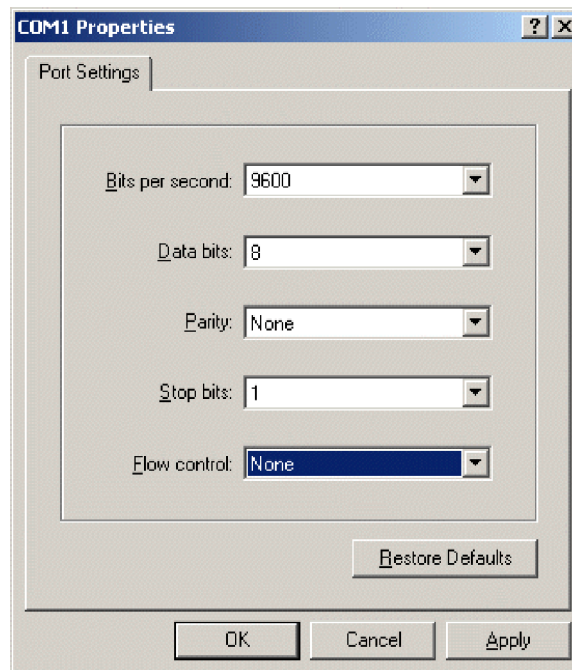 COM1 Properties
Port Settings
Bits per second: 9600
Data bits: 8
Parity: None
Stop bits: 1
Flow control: None
Restore Defaults
OK Cancel Apply